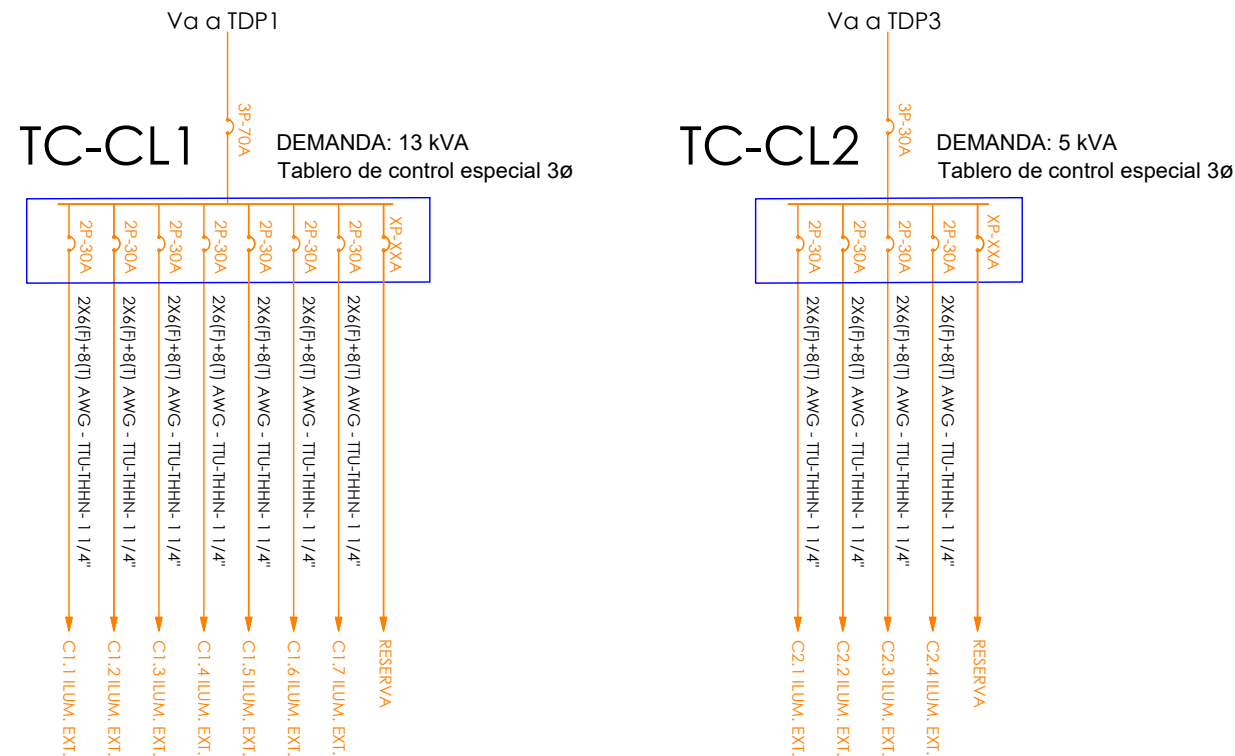 Va a TDP1
3P-70A
TC-CL1
DEMANDA: 13 kVA
Tablero de control especial 3ø
2P-30A
2P-30A
2P-30A
2P-30A
2P-30A
2P-30A
2P-30A
XP-XXA
2X6(F)+8(T) AWG - TTU-THHN- 1 1/4"
2X6(F)+8(T) AWG - TTU-THHN- 1 1/4"
2X6(F)+8(T) AWG - TTU-THHN- 1 1/4"
2X6(F)+8(T) AWG - TTU-THHN- 1 1/4"
2X6(F)+8(T) AWG - TTU-THHN- 1 1/4"
2X6(F)+8(T) AWG - TTU-THHN- 1 1/4"
2X6(F)+8(T) AWG - TTU-THHN- 1 1/4"
C1.1 ILUM. EXT.
C1.2 ILUM. EXT.
C1.3 ILUM. EXT.
C1.4 ILUM. EXT.
C1.5 ILUM. EXT.
C1.6 ILUM. EXT.
C1.7 ILUM. EXT.
RESERVA
Va a TDP3
3P-30A
TC-CL2
DEMANDA: 5 kVA
Tablero de control especial 3ø
2P-30A
2P-30A
2P-30A
2P-30A
XP-XXA
2X6(F)+8(T) AWG - TTU-THHN- 1 1/4"
2X6(F)+8(T) AWG - TTU-THHN- 1 1/4"
2X6(F)+8(T) AWG - TTU-THHN- 1 1/4"
2X6(F)+8(T) AWG - TTU-THHN- 1 1/4"
C2.1 ILUM. EXT.
C2.2 ILUM. EXT.
C2.3 ILUM. EXT.
C2.4 ILUM. EXT.
RESERVA